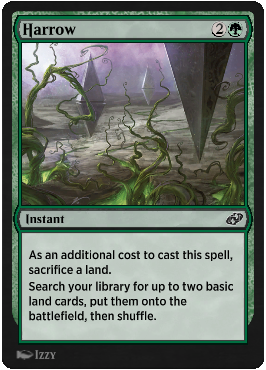 Harrow 2
Instant
As an additional cost to cast this spell,
sacrifice a land.
Search your library for up to two basic
land cards, put them onto the
battlefield, then shuffle.
Izzy